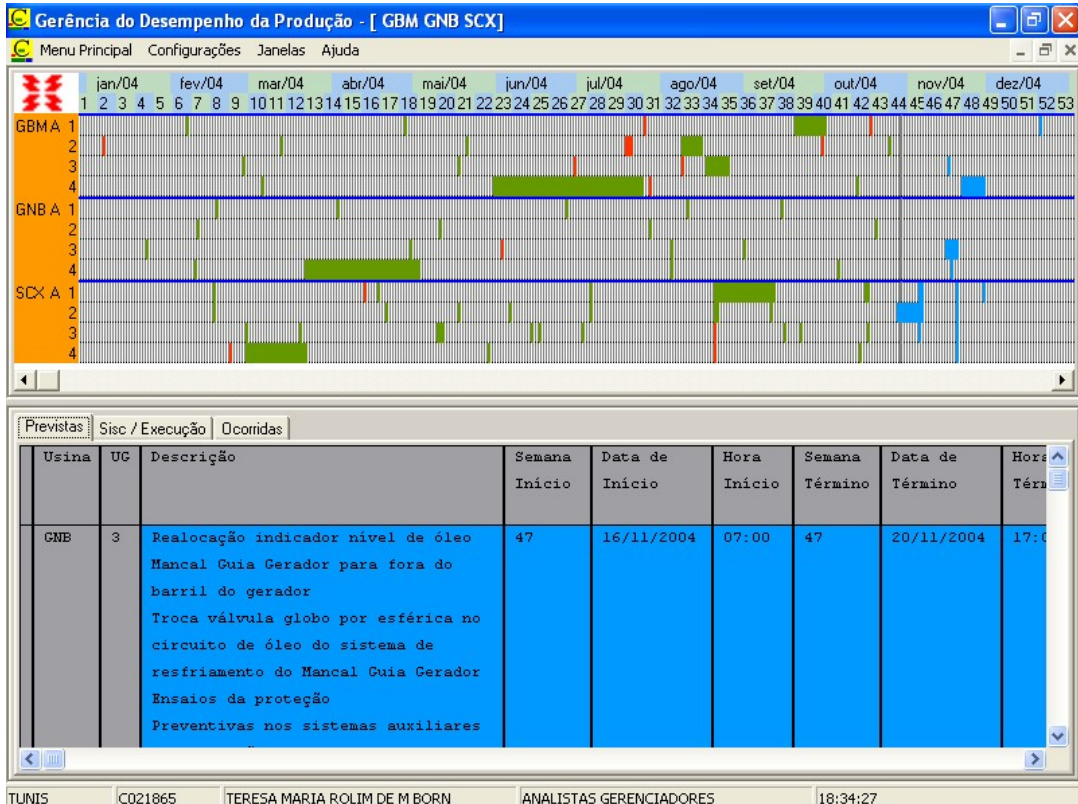 Gerência do Desempenho da Produção - [ GBM GNB SCX]
Menu Principal Configurações Janelas Ajuda
jan/04 fev/04 mar/04 abr/04 mai/04 jun/04 jul/04 ago/04 set/04 out/04 nov/04 dez/04
1 2 3 4 5 6 7 8 9 10 11 12 13 14 15 16 17 18 19 20 21 22 23 24 25 26 27 28 29 30 31 32 33 34 35 36 37 38 39 40 41 42 43 44 45 46 47 48 49 50 51 52 53
GBM A 1
2
3
4
GNB A 1
2
3
4
SCX A 1
2
3
4
Previstas Sisc / Execução Ocorridas
Usina UG Descrição Semana Data de Hora Semana Data de Hora
Início Início Início Término Término Térm
GNB 3 Realocação indicador nível de óleo 47 16/11/2004 07:00 47 20/11/2004 17:0
Mancal Guia Gerador para fora do
barril do gerador
Troca válvula globo por esférica no
circuito de óleo do sistema de
resfriamento do Mancal Guia Gerador
Ensaios da proteção
Preventivas nos sistemas auxiliares
TUNIS C021865 TERESA MARIA ROLIM DE M BORN ANALISTAS GERENCIADORES 18:34:27